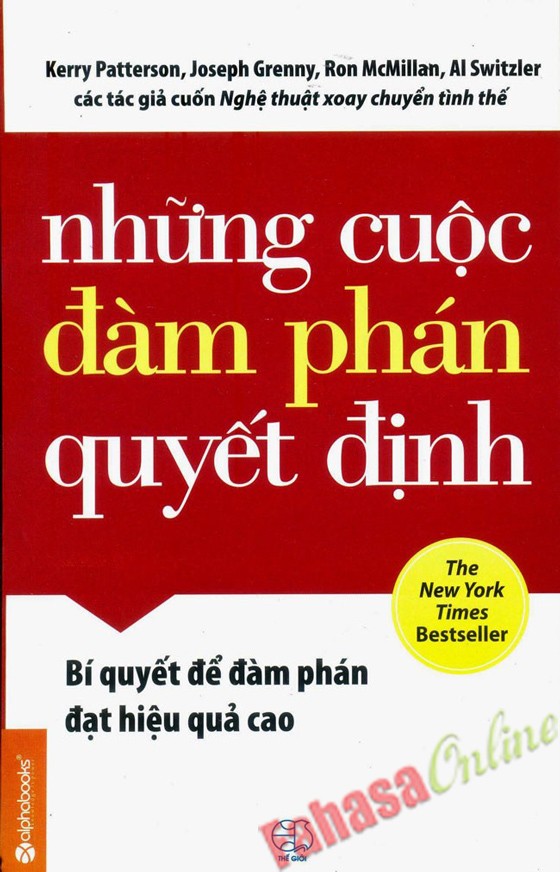 Kerry Patterson, Joseph Grenny, Ron McMillan, Al Switzler
các tác giả cuốn Nghệ thuật xoay chuyển tình thế
những cuộc
đàm phán
quyết định
The
New York
Times
Bestseller
Bí quyết để đàm phán
đạt hiệu quả cao
alphabooks®
THẾ GIỚI
FahasaOnline